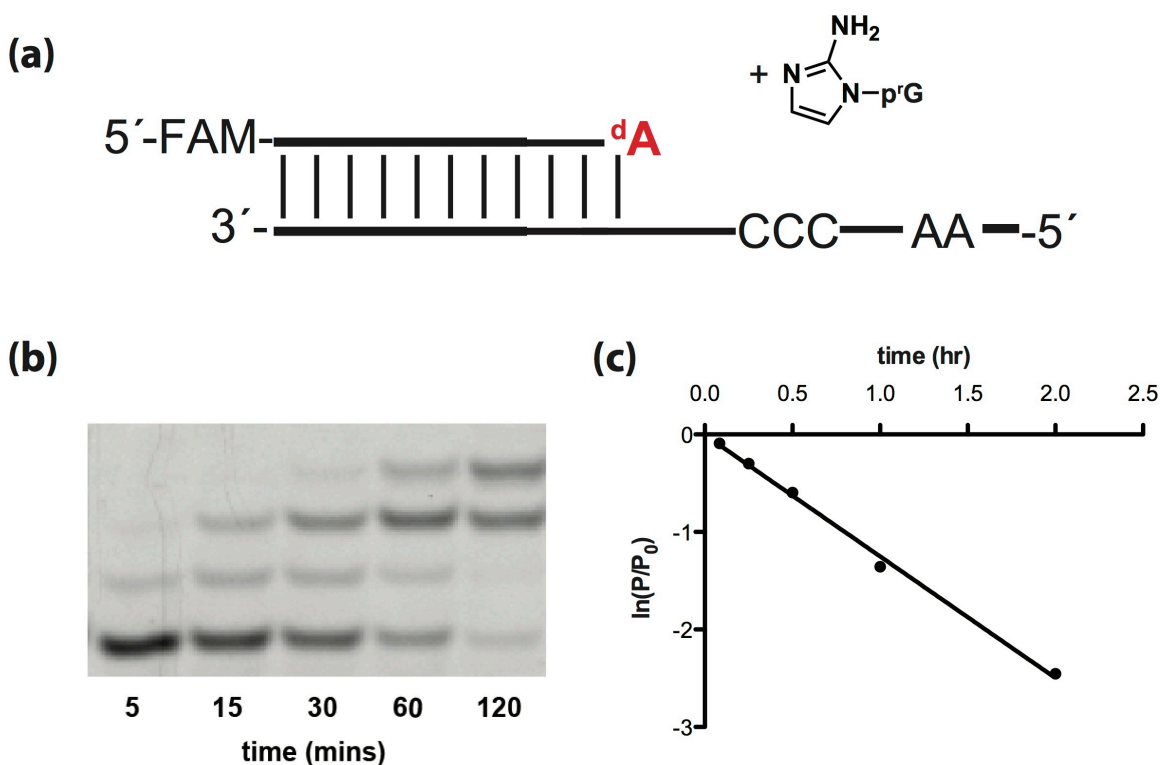 (a)
NH2
+ N
N–prG
5´-FAM- dA
3´- CCC AA -5´
(b)
5 15 30 60 120
time (mins)
(c)
time (hr)
0.0 0.5 1.0 1.5 2.0 2.5
0
-1
-2
-3
ln(P/P0)